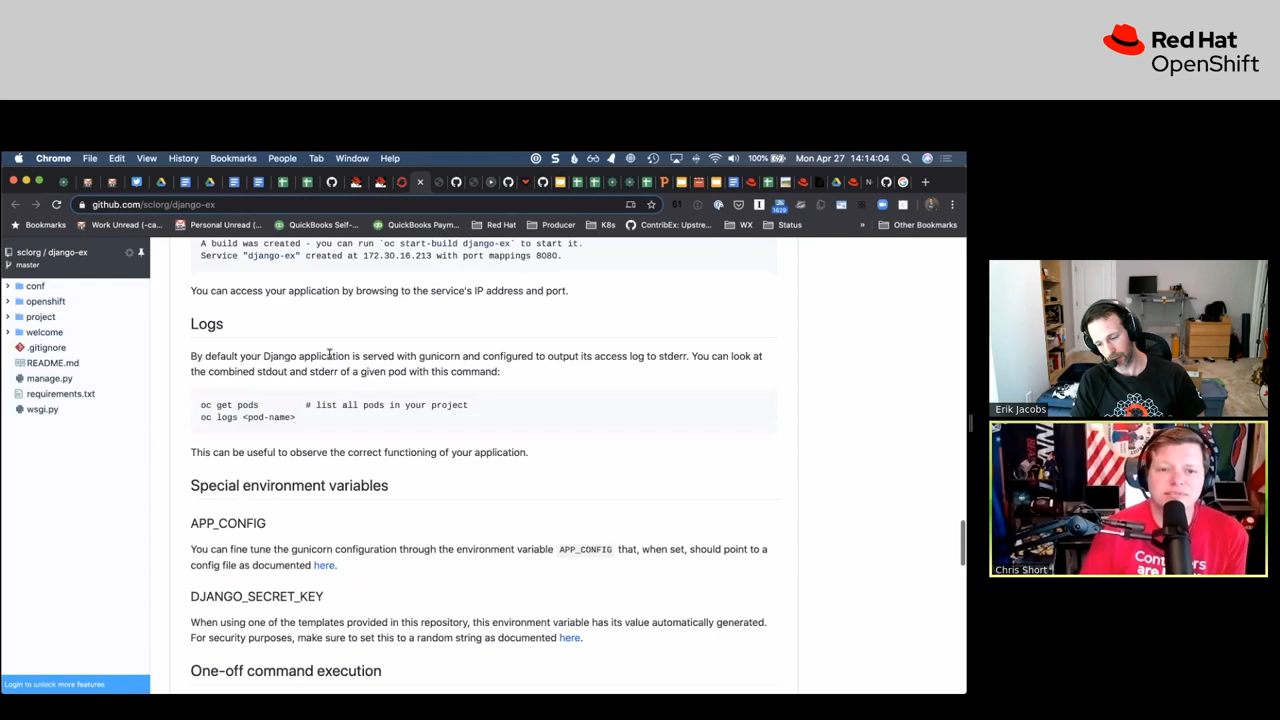 Red Hat
OpenShift
Chrome File Edit View History Bookmarks People Tab Window Help 100% Mon Apr 27 14:14:04
github.com/sclorg/django-ex
Bookmarks Work Unread (-ca... Personal Unread (... QuickBooks Self-... QuickBooks Paym... Red Hat Producer K8s ContribEx: Upstre... WX Status » Other Bookmarks
sclorg / django-ex
master
conf
openshift
project
welcome
.gitignore
README.md
manage.py
requirements.txt
wsgi.py
Login to unlock more features
A build was created - you can run `oc start-build django-ex` to start it.
Service "django-ex" created at 172.30.16.213 with port mappings 8080.
You can access your application by browsing to the service's IP address and port.
Logs
By default your Django application is served with gunicorn and configured to output its access log to stderr. You can look at
the combined stdout and stderr of a given pod with this command:
oc get pods # list all pods in your project
oc logs <pod-name>
This can be useful to observe the correct functioning of your application.
Special environment variables
APP_CONFIG
You can fine tune the gunicorn configuration through the environment variable APP_CONFIG that, when set, should point to a
config file as documented here.
DJANGO_SECRET_KEY
When using one of the templates provided in this repository, this environment variable has its value automatically generated.
For security purposes, make sure to set this to a random string as documented here.
One-off command execution
Erik Jacobs
Chris Short